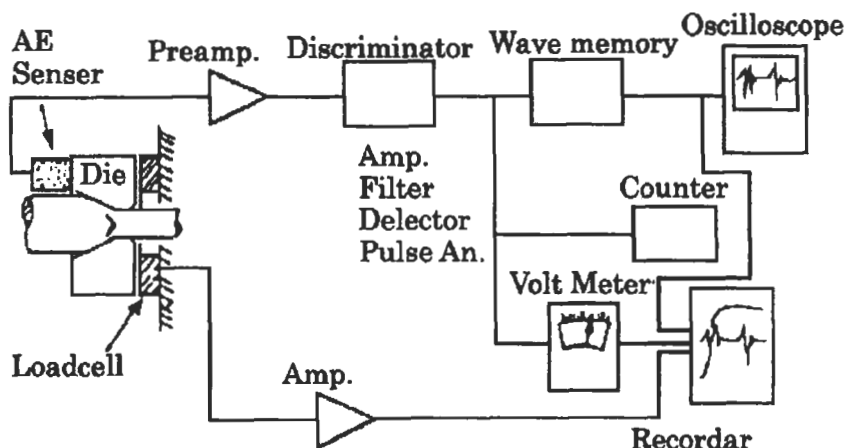 AE
Senser
Preamp.
Discriminator
Wave memory
Oscilloscope
Die
Amp.
Filter
Delector
Pulse An.
Counter
Volt Meter
Loadcell
Amp.
Recordar